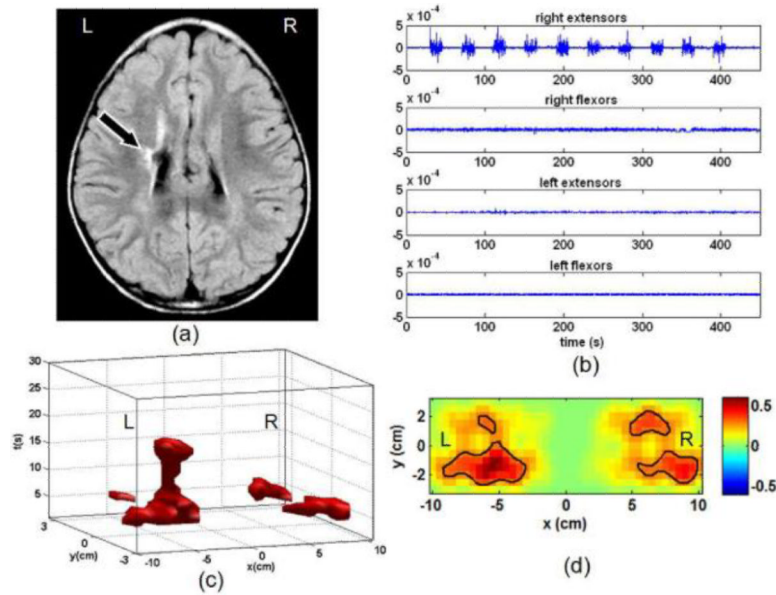 L R
(a)
x 10⁻⁴ right extensors
5
0
-5
0 100 200 300 400
x 10⁻⁴ right flexors
5
0
-5
0 100 200 300 400
x 10⁻⁴ left extensors
5
0
-5
0 100 200 300 400
x 10⁻⁴ left flexors
5
0
-5
0 100 200 300 400
time (s)
(b)
30
25
20
15
10
5
t(s)
L R
3
0
-3
y(cm)
-10 -5 0 5 10
x(cm)
(c)
2
0
-2
y (cm)
L R
-10 -5 0 5 10
x (cm)
0.5
0
-0.5
(d)